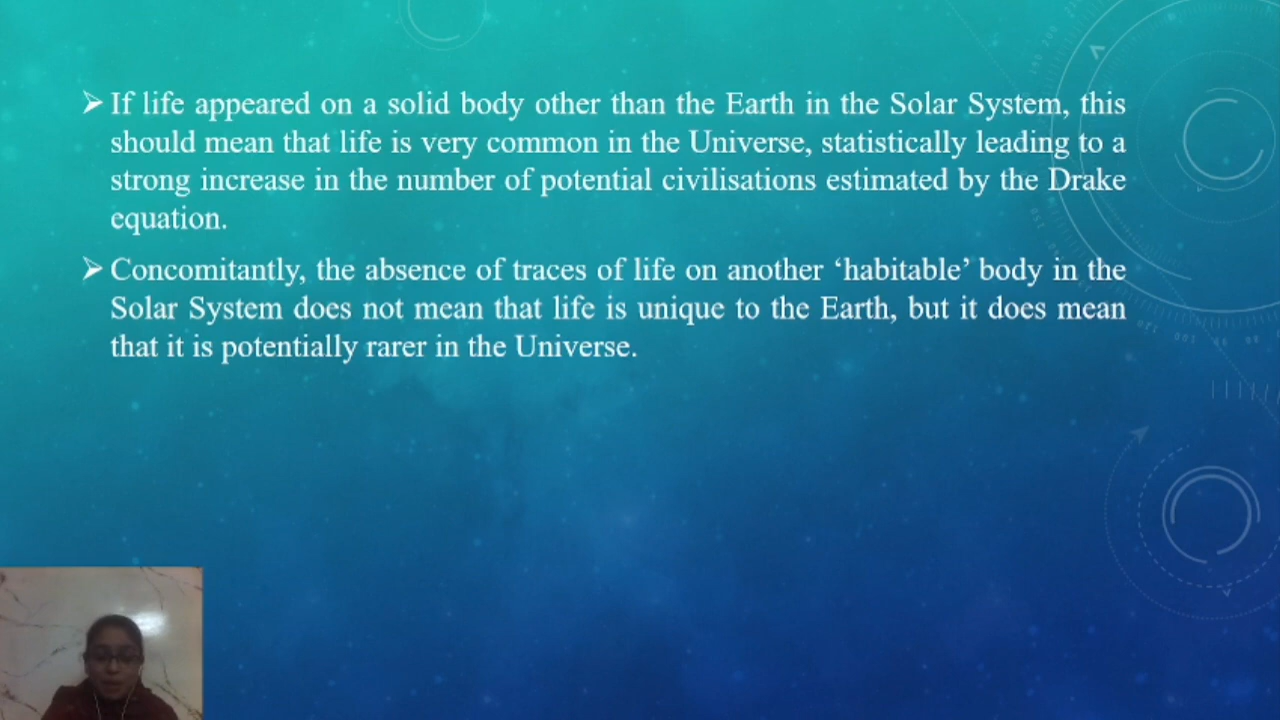 ➢ If life appeared on a solid body other than the Earth in the Solar System, this
should mean that life is very common in the Universe, statistically leading to a
strong increase in the number of potential civilisations estimated by the Drake
equation.
➢ Concomitantly, the absence of traces of life on another ‘habitable’ body in the
Solar System does not mean that life is unique to the Earth, but it does mean
that it is potentially rarer in the Universe.